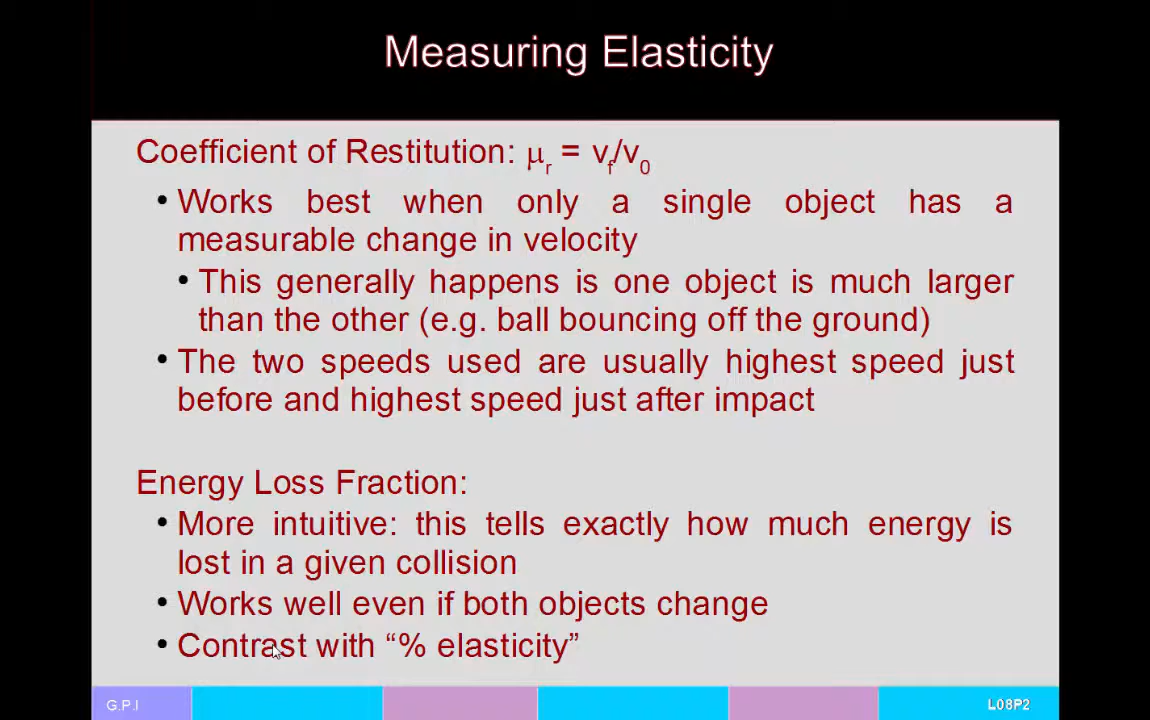 Measuring Elasticity
Coefficient of Restitution: μr = vf/v0
• Works best when only a single object has a
measurable change in velocity
• This generally happens is one object is much larger
than the other (e.g. ball bouncing off the ground)
• The two speeds used are usually highest speed just
before and highest speed just after impact
Energy Loss Fraction:
• More intuitive: this tells exactly how much energy is
lost in a given collision
• Works well even if both objects change
• Contrast with “% elasticity”
G.P.I
L08P2